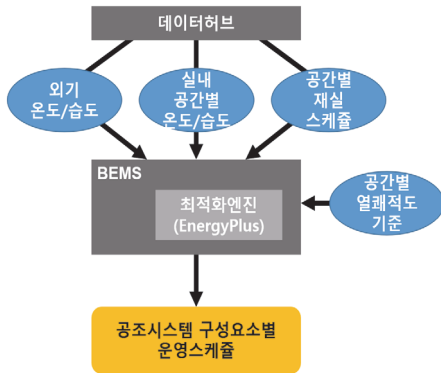 데이터허브
외기
온도/습도
실내
공간별
온도/습도
공간별
재실
스케쥴
BEMS
최적화엔진
(EnergyPlus)
공간별
열쾌적도
기준
공조시스템 구성요소별
운영스케쥴